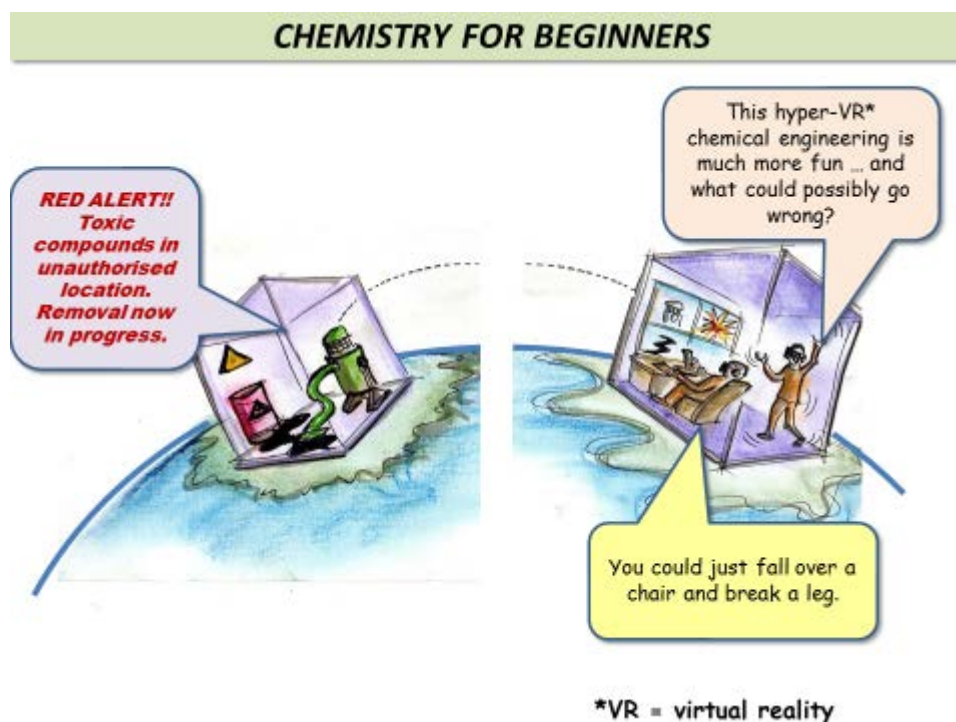 CHEMISTRY FOR BEGINNERS
RED ALERT!!
Toxic
compounds in
unauthorised
location.
Removal now
in progress.
This hyper-VR*
chemical engineering is
much more fun ... and
what could possibly go
wrong?
You could just fall over a
chair and break a leg.
*VR = virtual reality